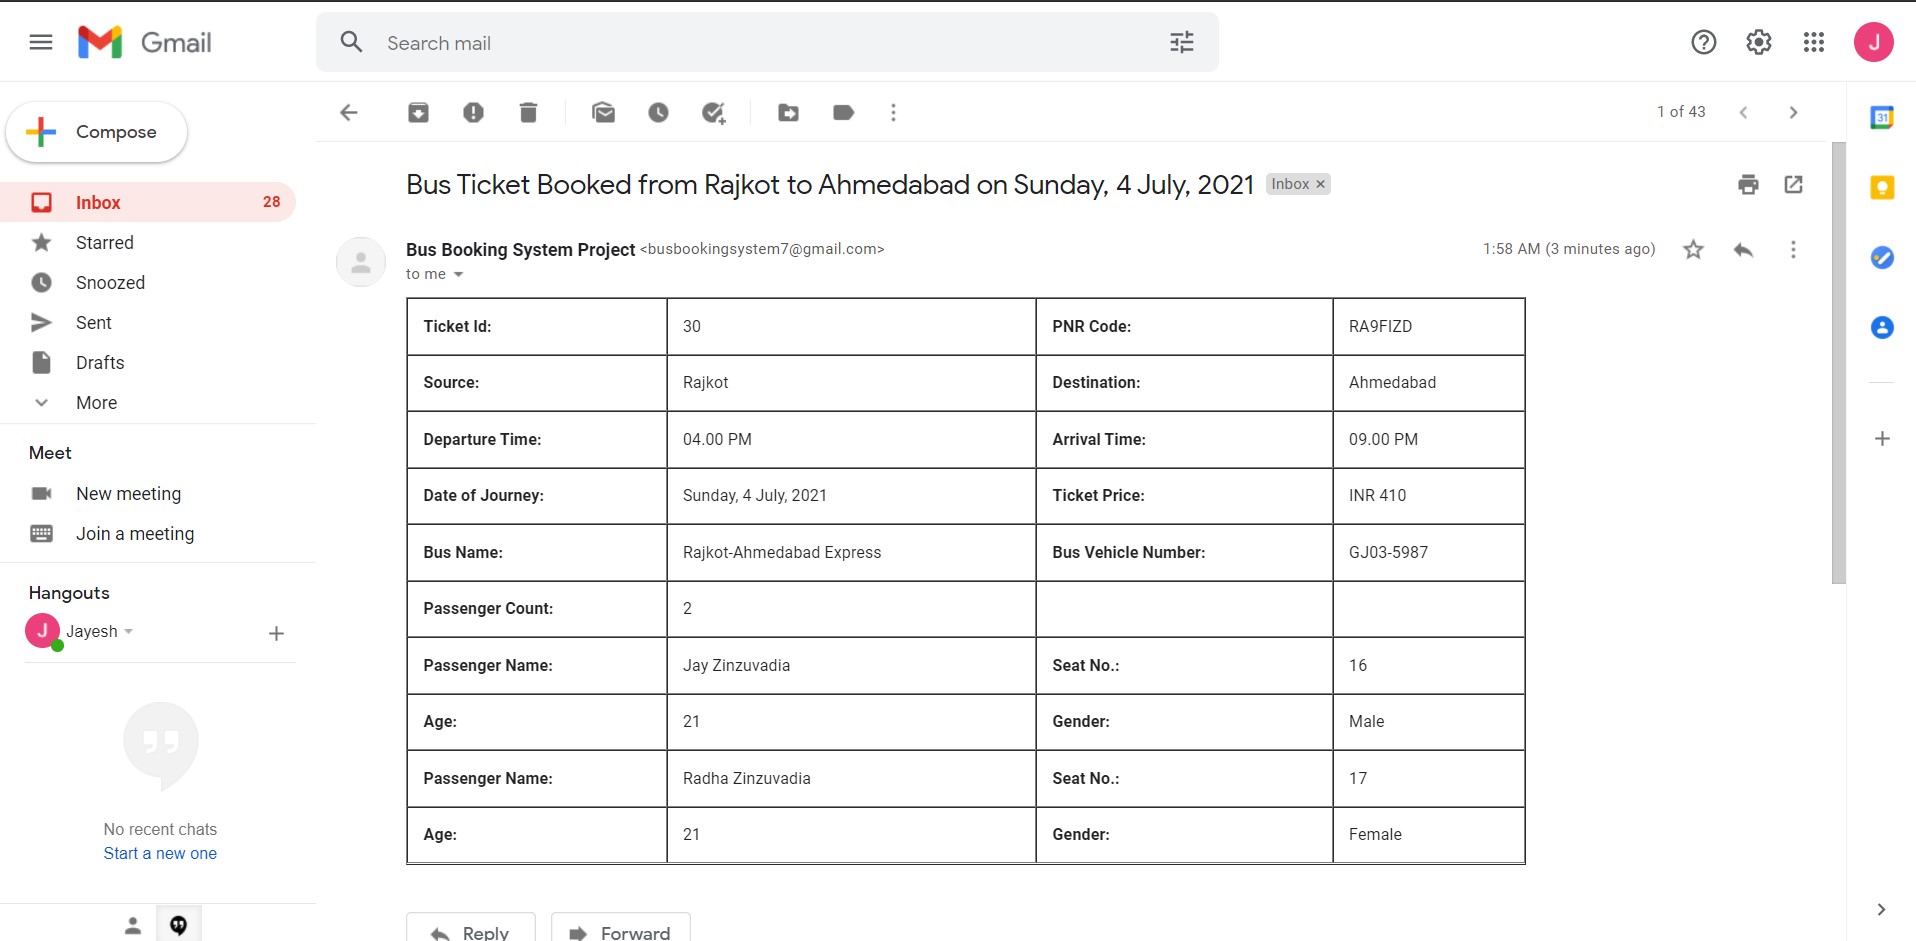 Gmail
Search mail
J
Compose
1 of 43
31
Inbox 28
Starred
Snoozed
Sent
Drafts
More
Meet
New meeting
Join a meeting
Hangouts
J Jayesh
No recent chats
Start a new one
Bus Ticket Booked from Rajkot to Ahmedabad on Sunday, 4 July, 2021 Inbox ×
Bus Booking System Project <busbookingsystem7@gmail.com> 1:58 AM (3 minutes ago)
to me
Ticket Id: 30 PNR Code: RA9FIZD
Source: Rajkot Destination: Ahmedabad
Departure Time: 04.00 PM Arrival Time: 09.00 PM
Date of Journey: Sunday, 4 July, 2021 Ticket Price: INR 410
Bus Name: Rajkot-Ahmedabad Express Bus Vehicle Number: GJ03-5987
Passenger Count: 2
Passenger Name: Jay Zinzuvadia Seat No.: 16
Age: 21 Gender: Male
Passenger Name: Radha Zinzuvadia Seat No.: 17
Age: 21 Gender: Female
Reply Forward